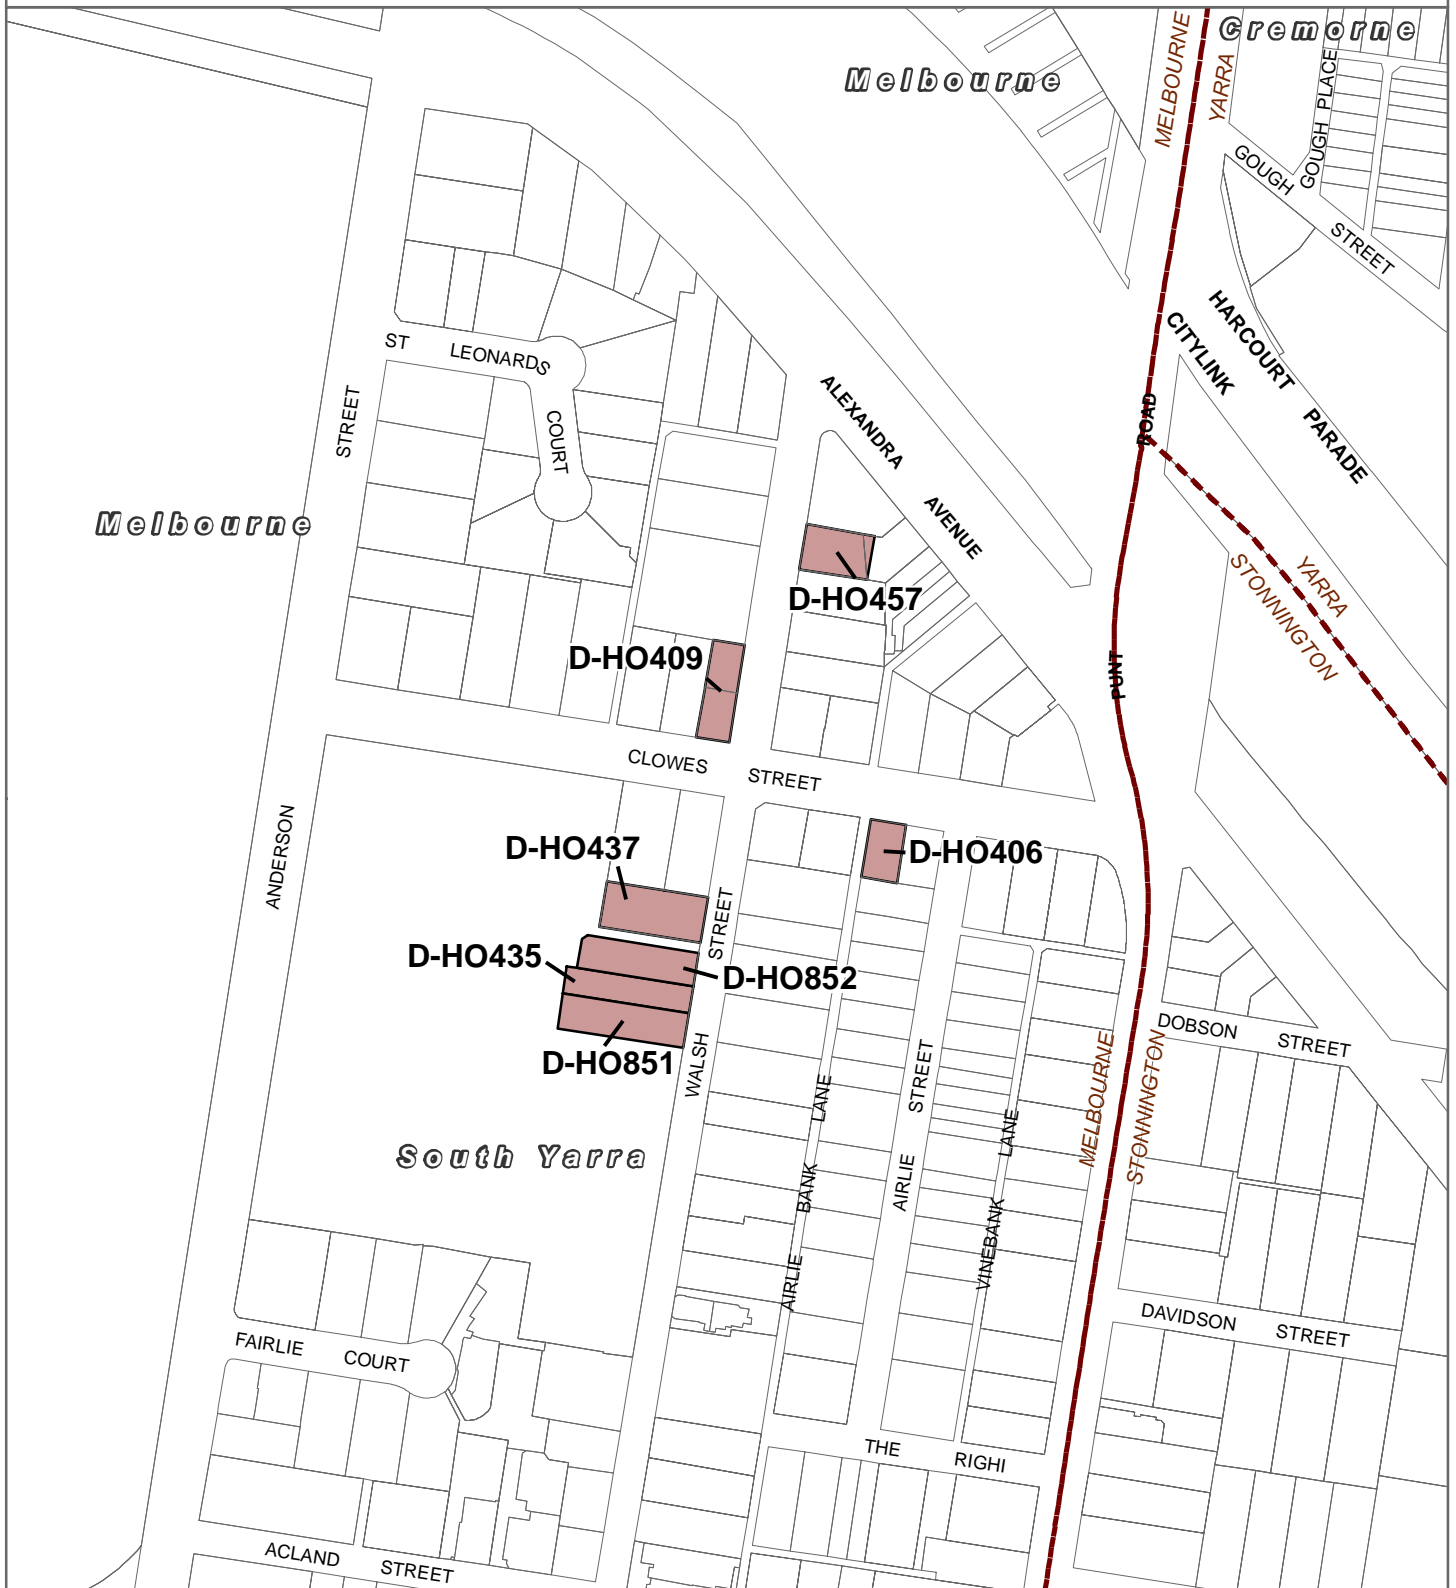 Cremorne
Melbourne
MELBOURNE
YARRA
GOUGH PLACE
GOUGH STREET
HARCOURT PARADE
CITYLINK
ST LEONARDS COURT
ALEXANDRA AVENUE
STREET
ROAD
Melbourne
YARRA
STONNINGTON
D-HO457
D-HO409
PUNT
CLOWES STREET
ANDERSON
D-HO437
D-HO406
STREET
D-HO435
D-HO852
D-HO851
WALSH
DOBSON STREET
MELBOURNE
STONNINGTON
STREET
LANE
LANE
South Yarra
AIRLIE
BANK
VINEBANK
AIRLIE
DAVIDSON STREET
FAIRLIE COURT
THE RIGHI
ACLAND STREET